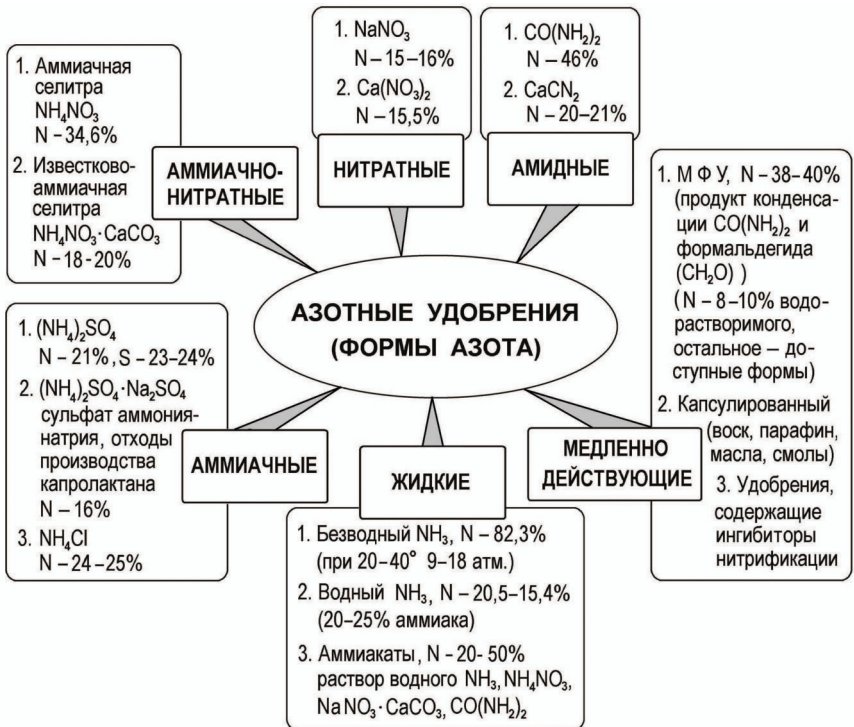 АЗОТНЫЕ УДОБРЕНИЯ
(ФОРМЫ АЗОТА)
АММИАЧНО-
НИТРАТНЫЕ
1. Аммиачная
селитра
NH₄NO₃
N – 34,6%
2. Известково-
аммиачная
селитра
NH₄NO₃·CaCO₃
N – 18 - 20%
НИТРАТНЫЕ
1. NaNO₃
N – 15 – 16%
2. Ca(NO₃)₂
N – 15,5%
АМИДНЫЕ
1. CO(NH₂)₂
N – 46%
2. CaCN₂
N – 20–21%
МЕДЛЕННО
ДЕЙСТВУЮЩИЕ
1. М Ф У, N – 38– 40%
(продукт конденса-
ции CO(NH₂)₂ и
формальдегида
(CH₂O) )
(N – 8–10% водо-
растворимого,
остальное – до-
ступные формы)
2. Капсулированный
(воск, парафин,
масла, смолы)
3. Удобрения,
содержащие
ингибиторы
нитрификации
АММИАЧНЫЕ
1. (NH₄)₂SO₄
N – 21% , S – 23–24%
2. (NH₄)₂SO₄·Na₂SO₄
сульфат аммония-
натрия, отходы
производства
капролактана
N – 16%
3. NH₄Cl
N – 24 – 25%
ЖИДКИЕ
1. Безводный NH₃, N – 82,3%
(при 20–40° 9–18 атм.)
2. Водный NH₃, N – 20,5–15,4%
(20–25% аммиака)
3. Аммиакаты, N – 20- 50%
раствор водного NH₃, NH₄NO₃,
NaNO₃·CaCO₃, CO(NH₂)₂